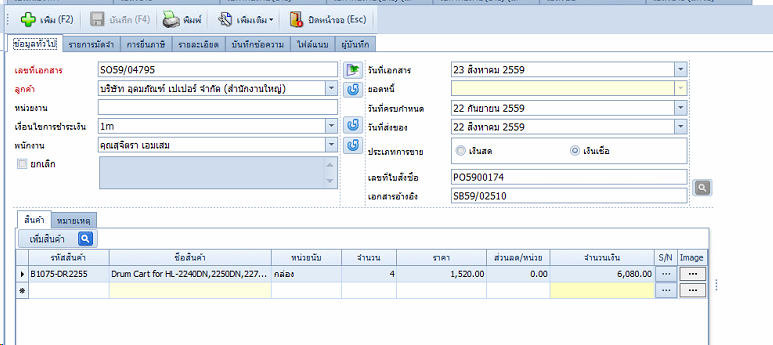 เพิ่ม (F2) บันทึก (F4) พิมพ์ เพิ่มเติม ปิดหน้าจอ (Esc)
ข้อมูลทั่วไป รายการมัดจำ การยื่นภาษี รายละเอียด บันทึกข้อความ ไฟล์แนบ ผู้บันทึก
เลขที่เอกสาร SO59/04795 วันที่เอกสาร 23 สิงหาคม 2559
ลูกค้า บริษัท อุดมภัณฑ์ เปเปอร์ จำกัด (สำนักงานใหญ่) ยอดหนี้
หน่วยงาน วันที่ครบกำหนด 22 กันยายน 2559
เงื่อนไขการชำระเงิน 1m วันที่ส่งของ 22 สิงหาคม 2559
พนักงาน คุณสุจิตรา เอมเสม ประเภทการขาย เงินสด เงินเชื่อ
ยกเลิก
เลขที่ใบสั่งซื้อ PO5900174
เอกสารอ้างอิง SB59/02510
สินค้า หมายเหตุ
เพิ่มสินค้า
รหัสสินค้า ชื่อสินค้า หน่วยนับ จำนวน ราคา ส่วนลด/หน่วย จำนวนเงิน S/N Image
B1075-DR2255 Drum Cart for HL-2240DN,2250DN,227... กล่อง 4 1,520.00 0.00 6,080.00 ... ...
... ...